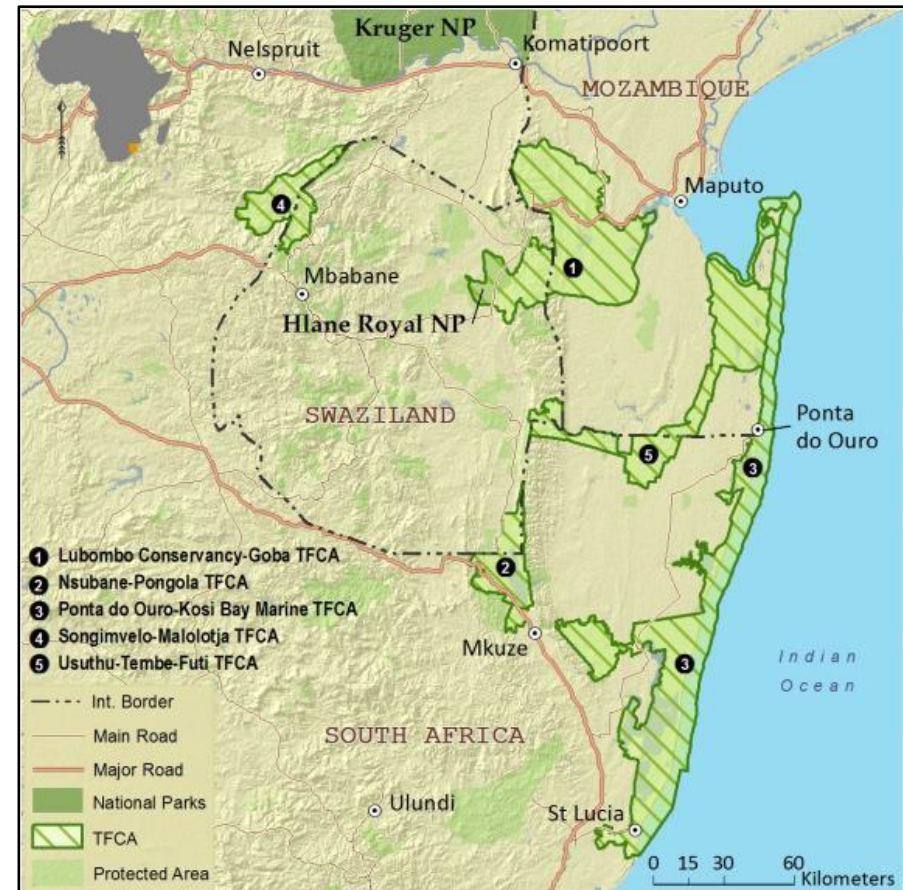 Kruger NP
Nelspruit
Komatipoort
MOZAMBIQUE
Maputo
4
1
Mbabane
Hlane Royal NP
SWAZILAND
Ponta
do Ouro
5
3
1 Lubombo Conservancy-Goba TFCA
2 Nsubane-Pongola TFCA
3 Ponta do Ouro-Kosi Bay Marine TFCA
4 Songimvelo-Malolotja TFCA
5 Usuthu-Tembe-Futi TFCA
2
Mkuze
3
Indian
Ocean
Int. Border
Main Road
Major Road
National Parks
TFCA
Protected Area
SOUTH AFRICA
Ulundi
St Lucia
0 15 30 60
Kilometers